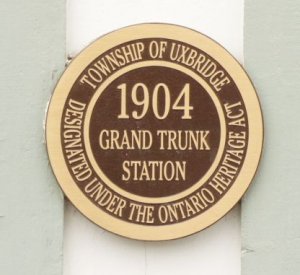 TOWNSHIP OF UXBRIDGE
1904
GRAND TRUNK
STATION
DESIGNATED UNDER THE ONTARIO HERITAGE ACT